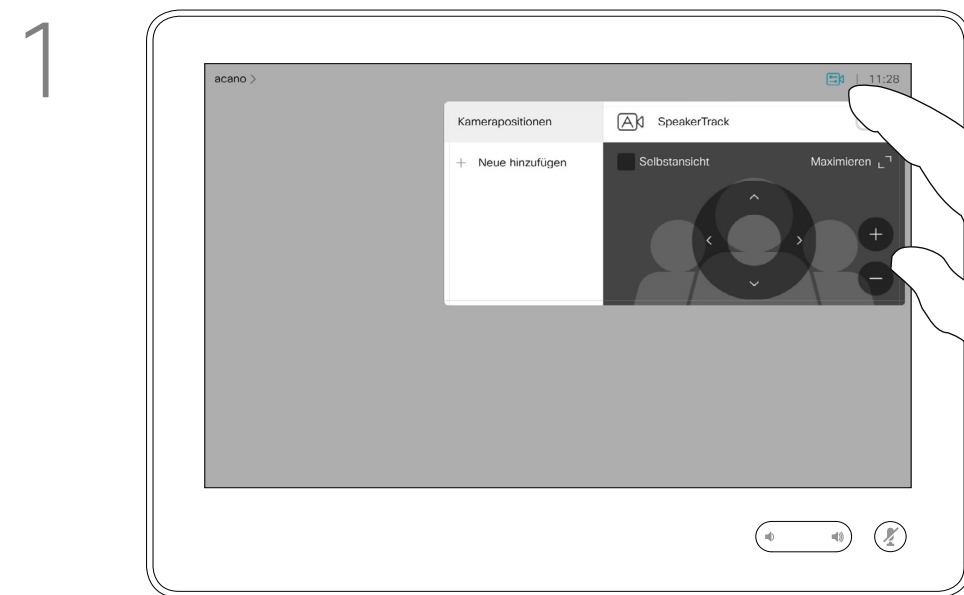 1
acano >
11:28
Kamerapositionen
SpeakerTrack
+ Neue hinzufügen
Selbstansicht
Maximieren